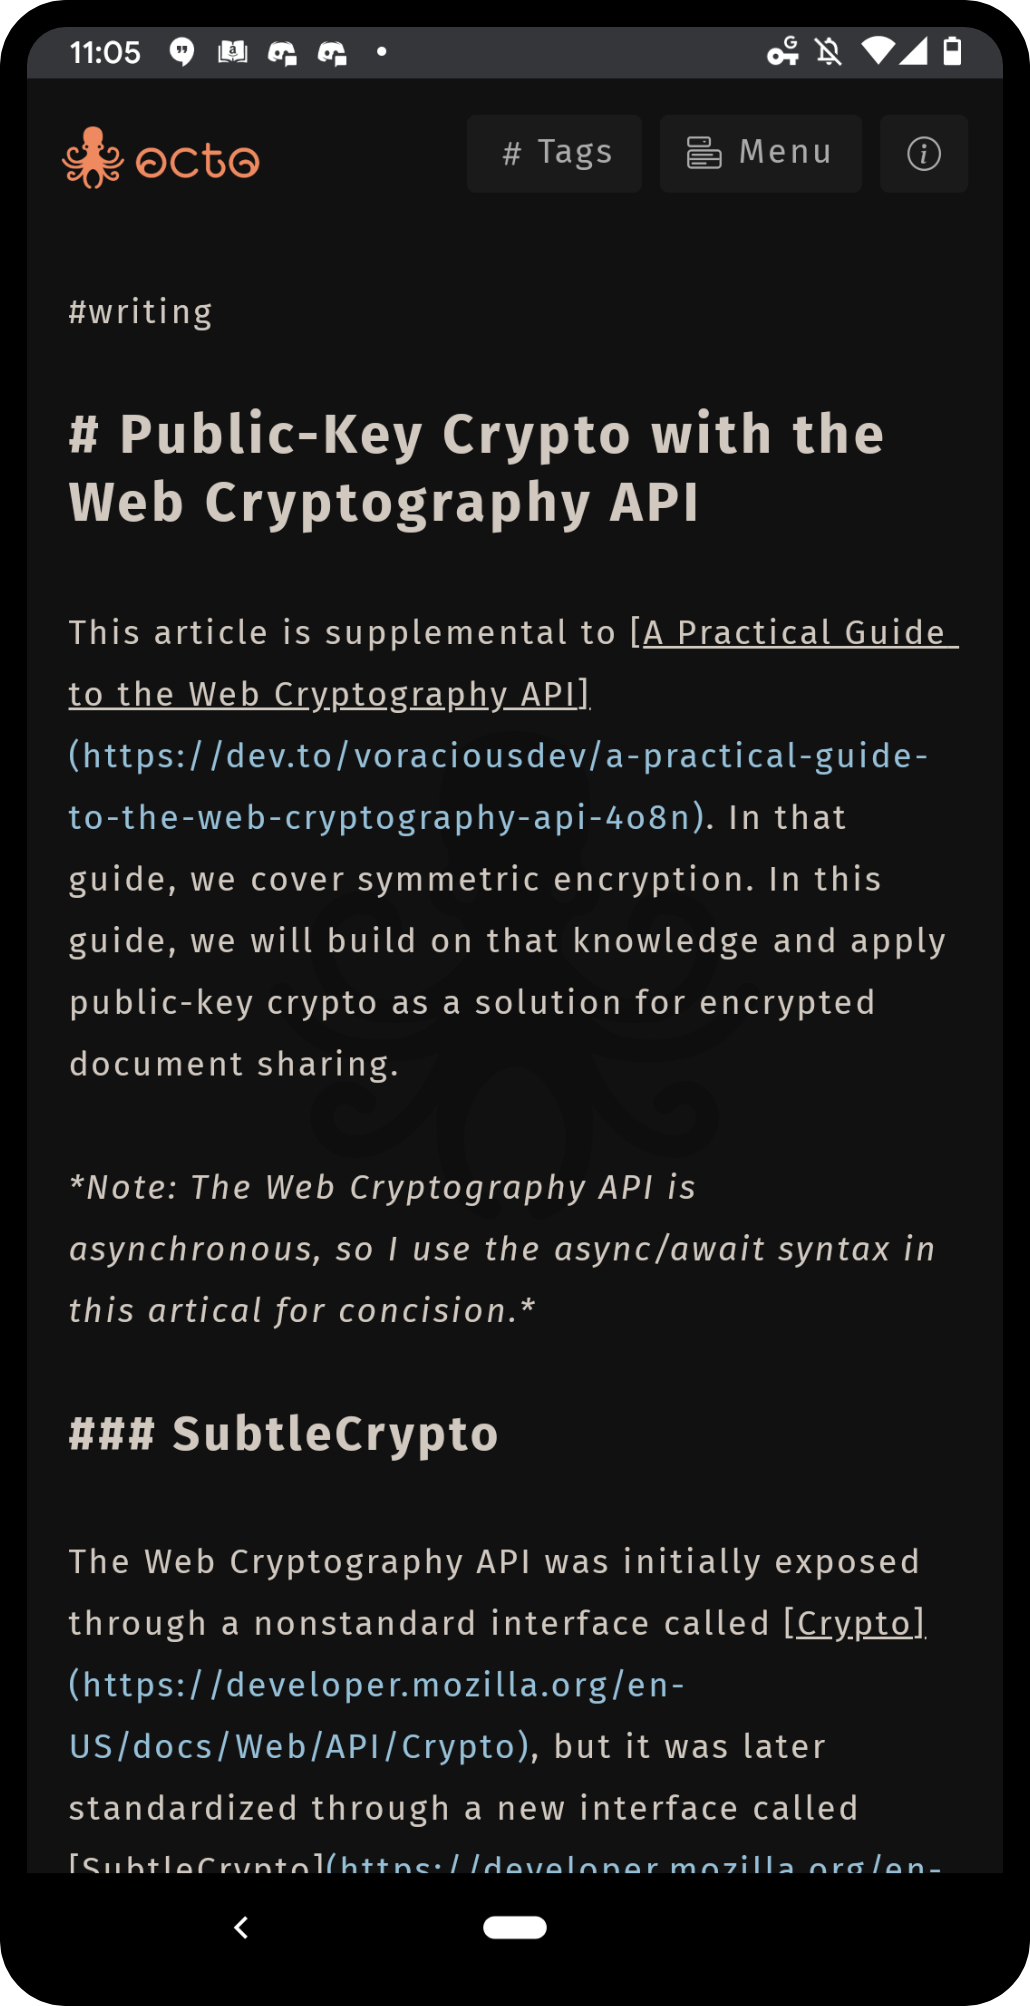 11:05
octo
# Tags
Menu
#writing
# Public-Key Crypto with the
Web Cryptography API
This article is supplemental to [A Practical Guide
to the Web Cryptography API]
(https://dev.to/voraciousdev/a-practical-guide-
to-the-web-cryptography-api-4o8n). In that
guide, we cover symmetric encryption. In this
guide, we will build on that knowledge and apply
public-key crypto as a solution for encrypted
document sharing.
*Note: The Web Cryptography API is
asynchronous, so I use the async/await syntax in
this artical for concision.*
### SubtleCrypto
The Web Cryptography API was initially exposed
through a nonstandard interface called [Crypto]
(https://developer.mozilla.org/en-
US/docs/Web/API/Crypto), but it was later
standardized through a new interface called
[SubtleCrypto](https://developer.mozilla.org/en-